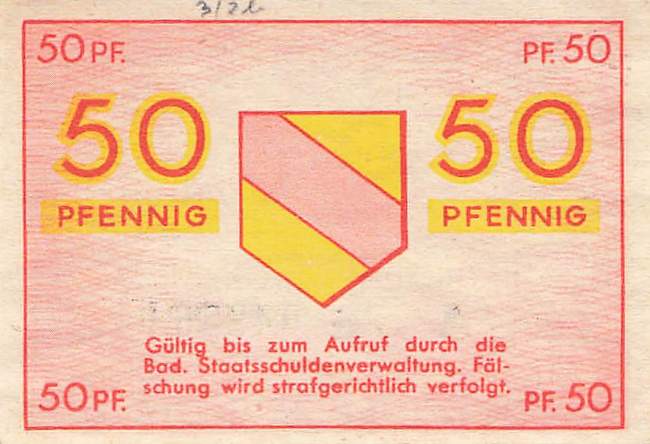 50 PF.
PF. 50
50
50
PFENNIG
PFENNIG
Gültig bis zum Aufruf durch die
Bad. Staatsschuldenverwaltung. Fäl-
schung wird strafgerichtlich verfolgt.
50 PF.
PF. 50